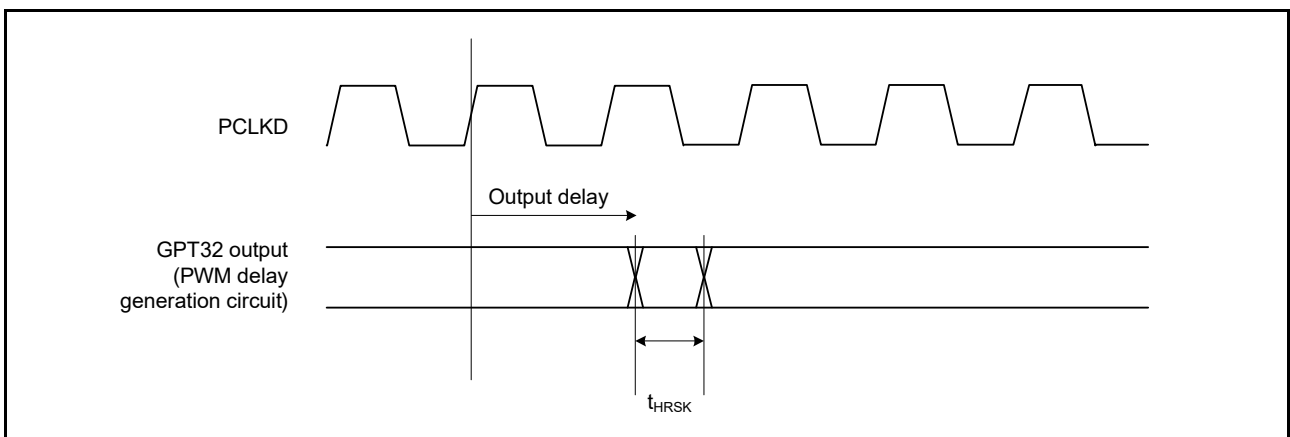 PCLKD
Output delay
GPT32 output
(PWM delay
generation circuit)
tHRSK